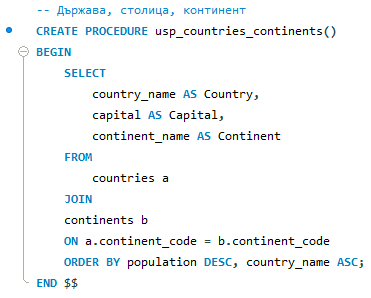 -- Държава, столица, континент
CREATE PROCEDURE usp_countries_continents()
BEGIN
SELECT
country_name AS Country,
capital AS Capital,
continent_name AS Continent
FROM
countries a
JOIN
continents b
ON a.continent_code = b.continent_code
ORDER BY population DESC, country_name ASC;
END $$